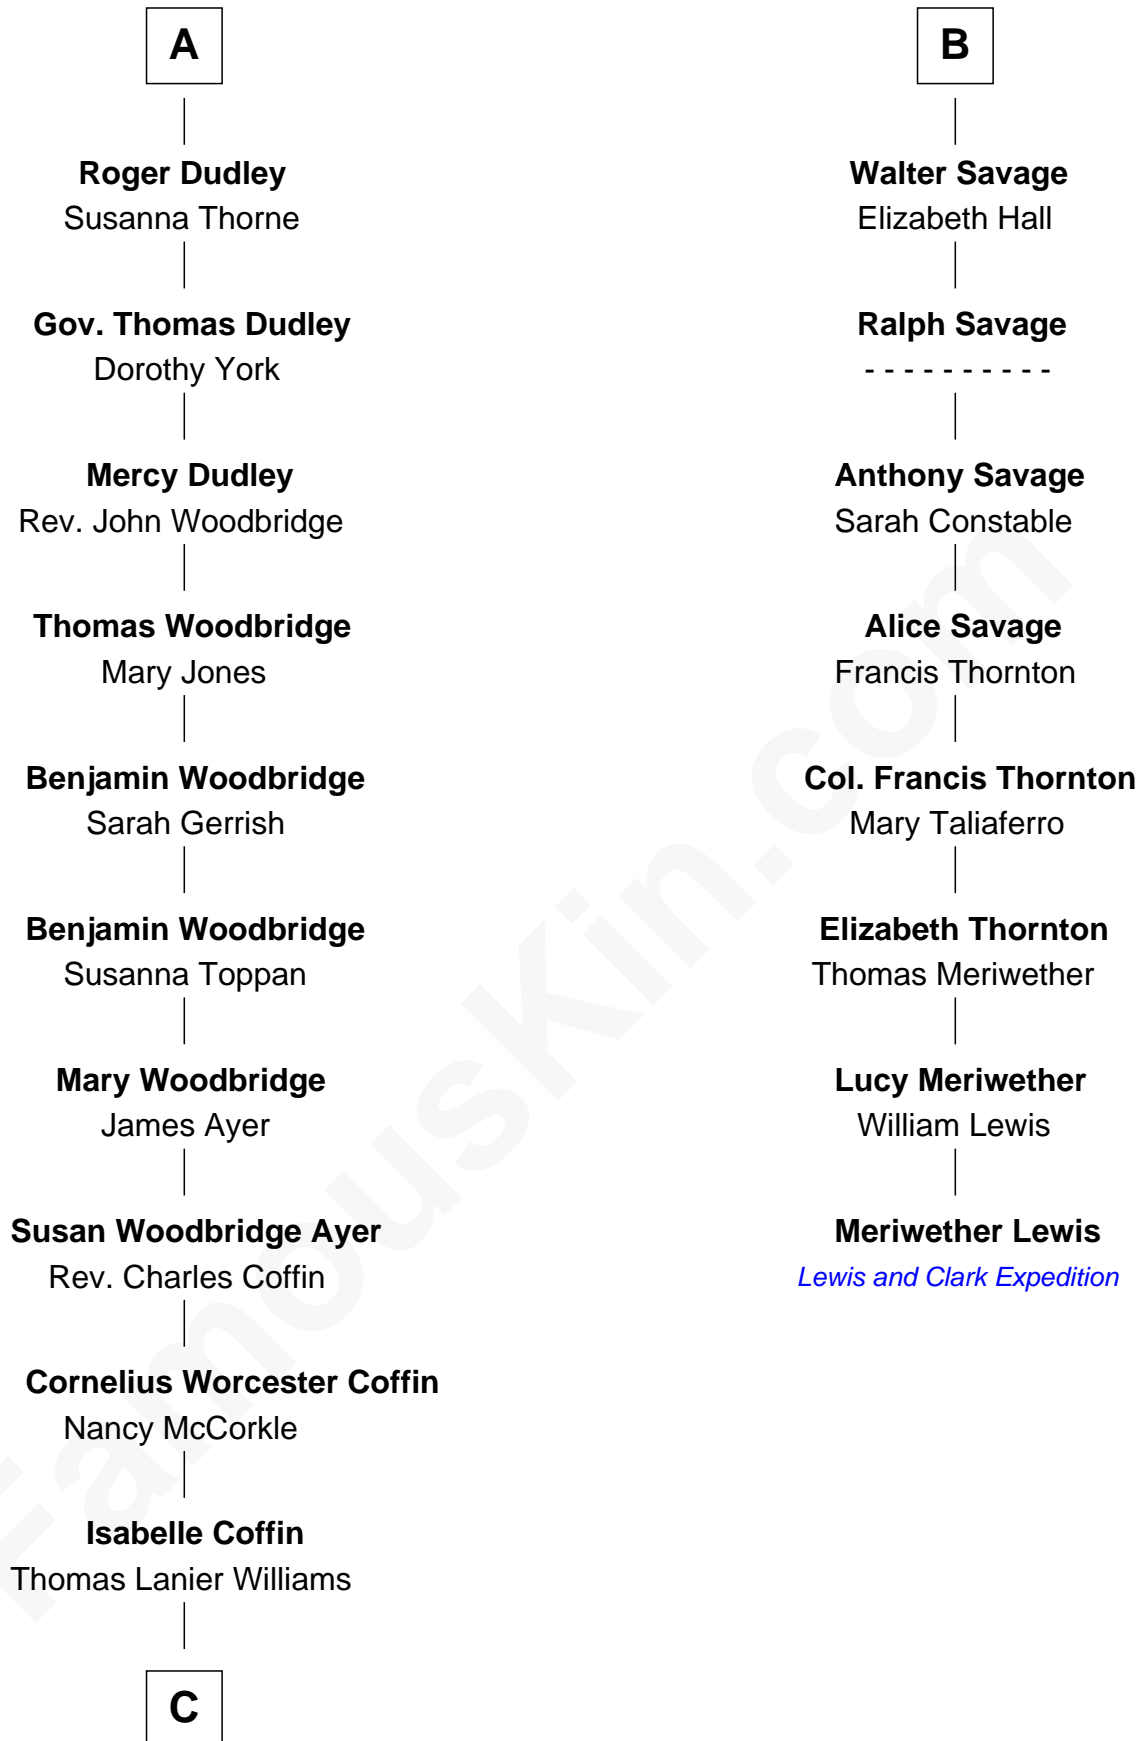 A
Roger Dudley
Susanna Thorne
Gov. Thomas Dudley
Dorothy York
Mercy Dudley
Rev. John Woodbridge
Thomas Woodbridge
Mary Jones
Benjamin Woodbridge
Sarah Gerrish
Benjamin Woodbridge
Susanna Toppan
Mary Woodbridge
James Ayer
Susan Woodbridge Ayer
Rev. Charles Coffin
Cornelius Worcester Coffin
Nancy McCorkle
Isabelle Coffin
Thomas Lanier Williams
C
B
Walter Savage
Elizabeth Hall
Ralph Savage
- - - - - - - - - -
Anthony Savage
Sarah Constable
Alice Savage
Francis Thornton
Col. Francis Thornton
Mary Taliaferro
Elizabeth Thornton
Thomas Meriwether
Lucy Meriwether
William Lewis
Meriwether Lewis
Lewis and Clark Expedition
FamousKin.com